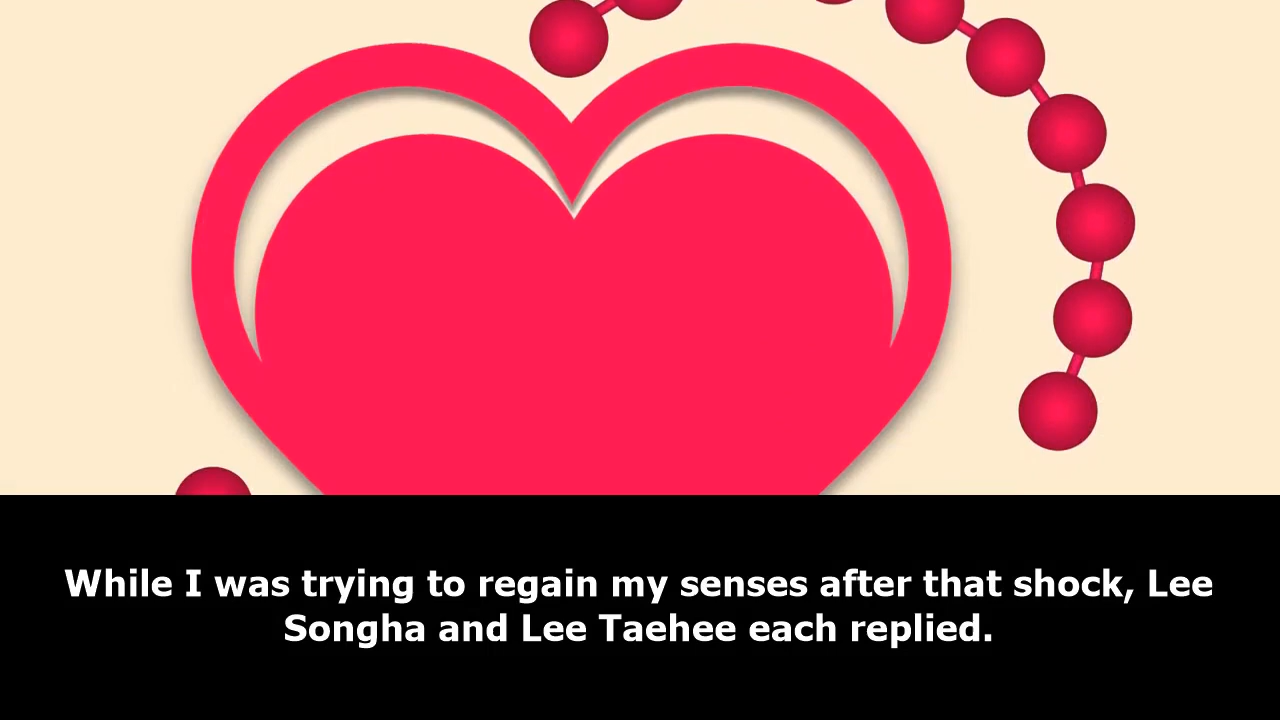 While I was trying to regain my senses after that shock, Lee
Songha and Lee Taehee each replied.